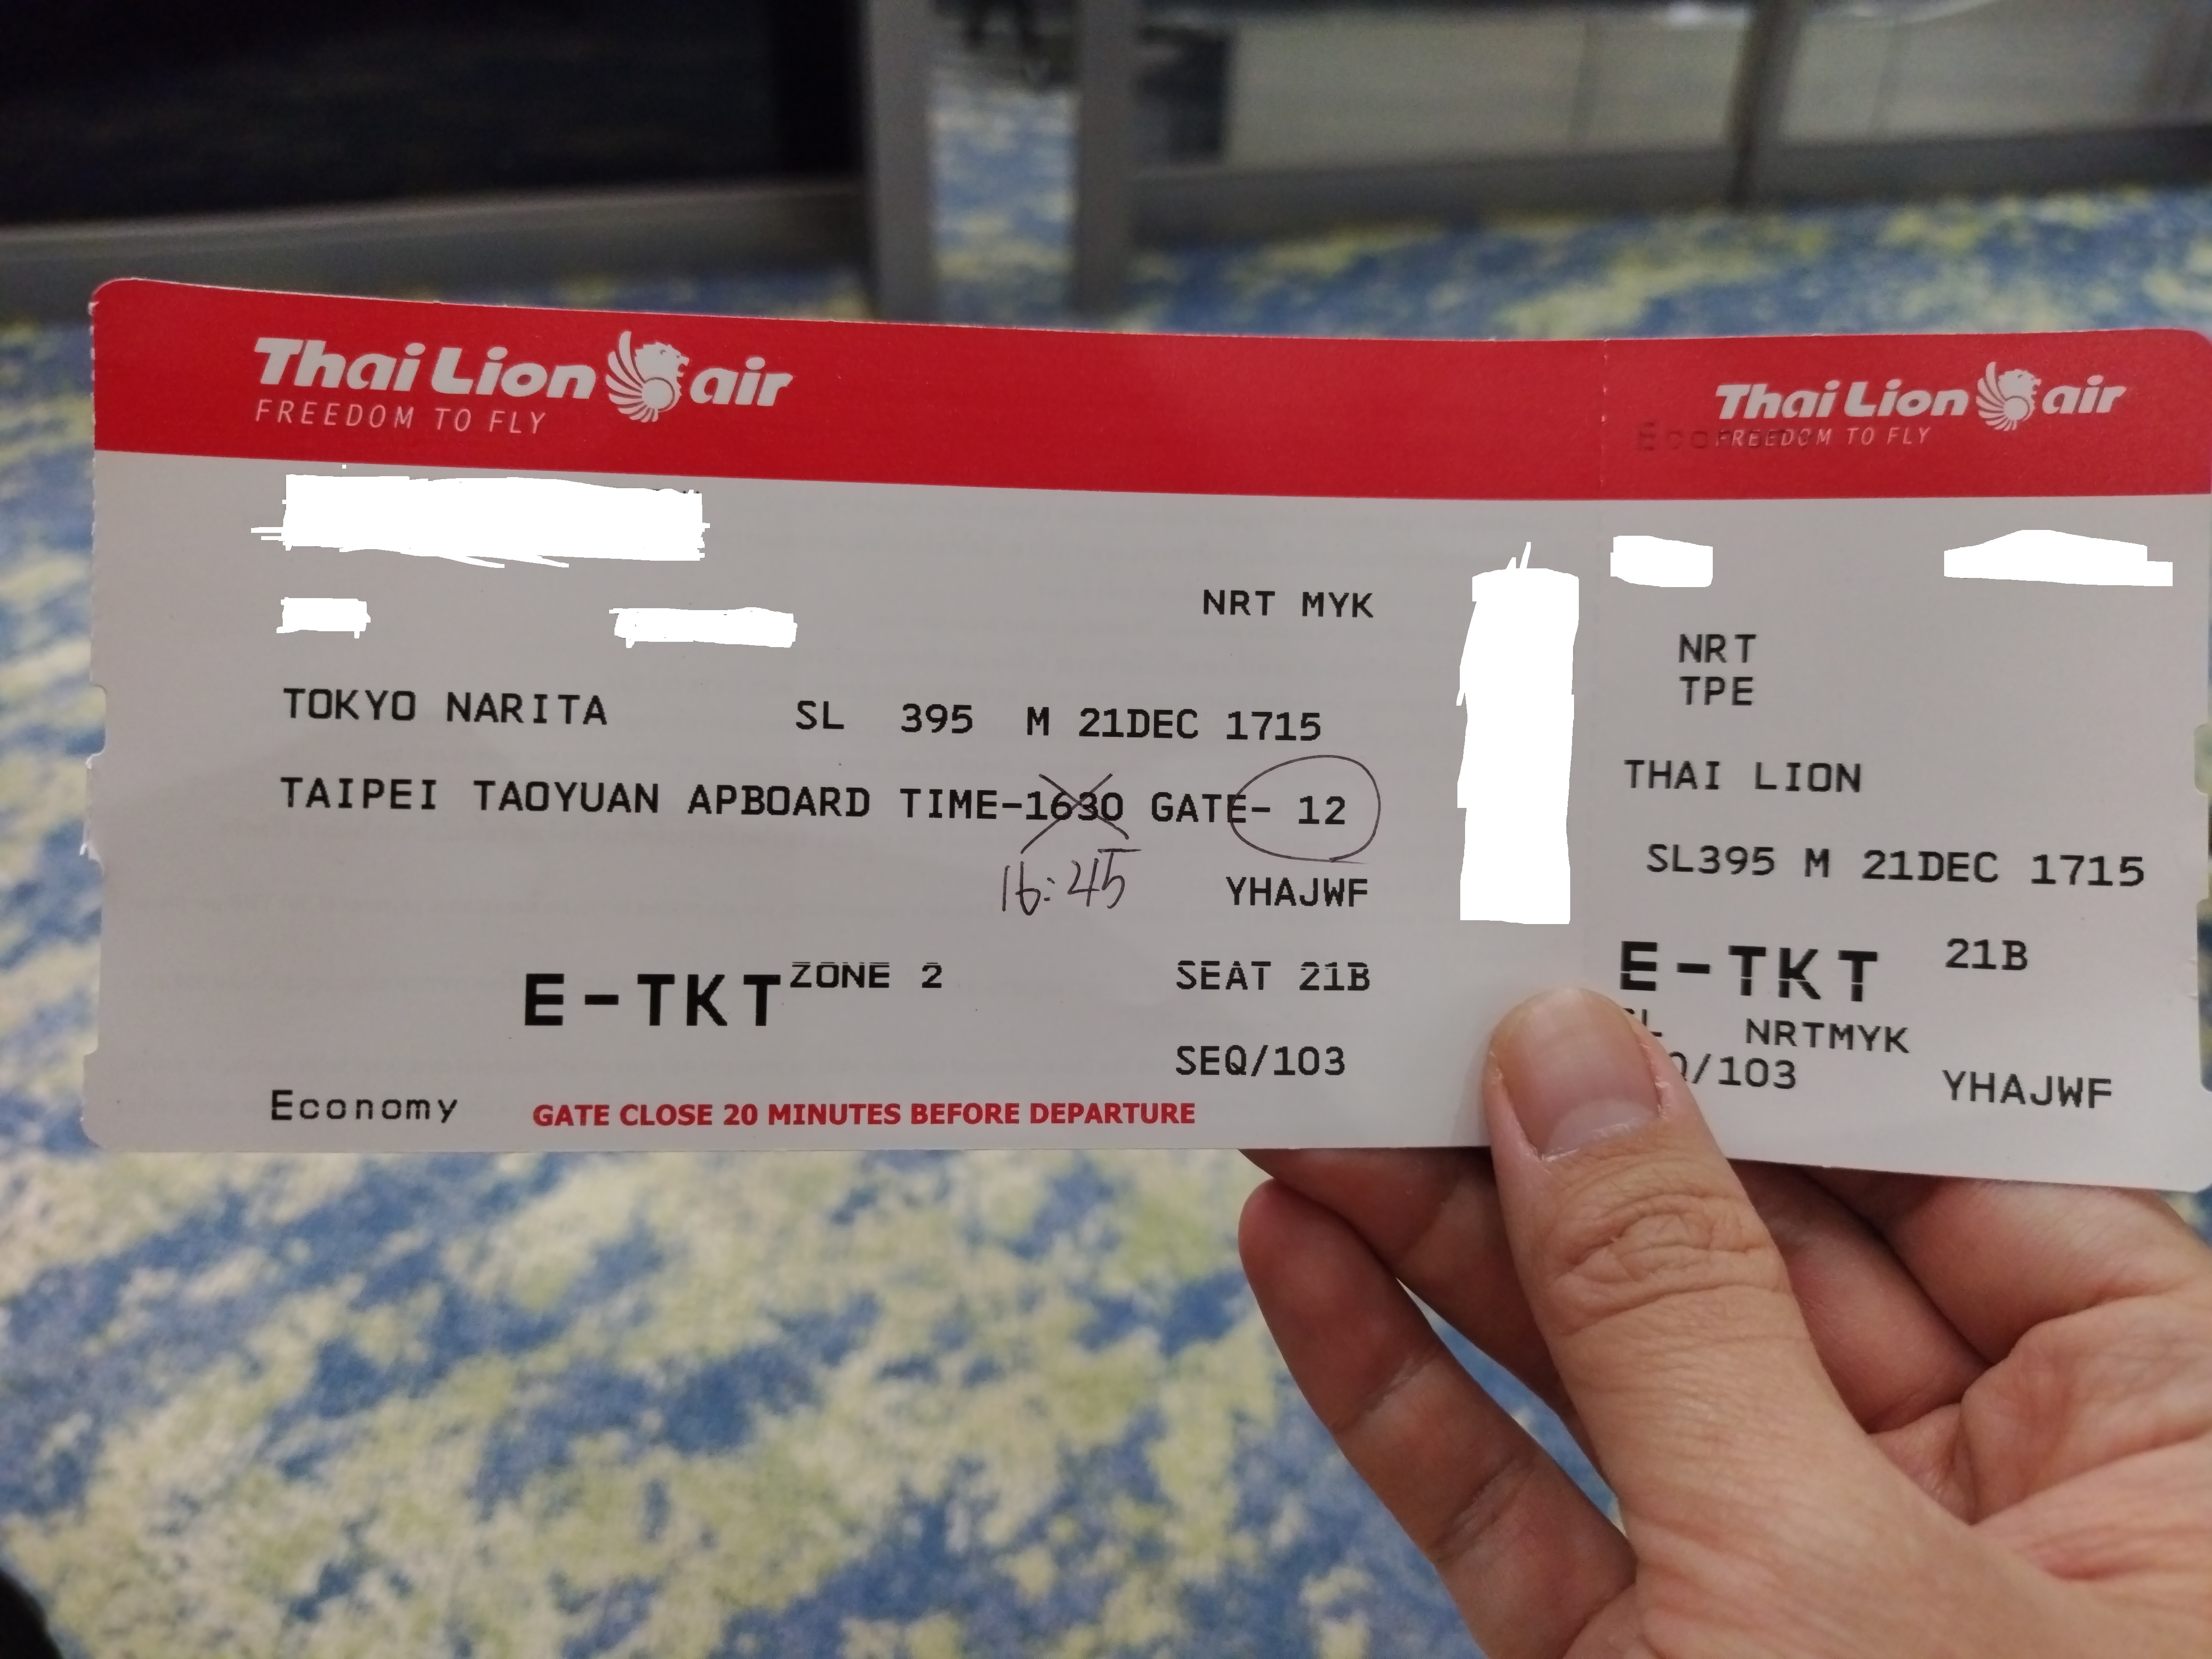 Thai Lion air
FREEDOM TO FLY
NRT MYK
TOKYO NARITA SL 395 M 21DEC 1715
TAIPEI TAOYUAN APBOARD TIME-1630 GATE- 12
16:45
YHAJWF
E-TKT ZONE 2 SEAT 21B
SEQ/103
Economy GATE CLOSE 20 MINUTES BEFORE DEPARTURE
Thai Lion air
Economy FREEDOM TO FLY
NRT
TPE
THAI LION
SL395 M 21DEC 1715
E-TKT 21B
NRTMYK
/103 YHAJWF